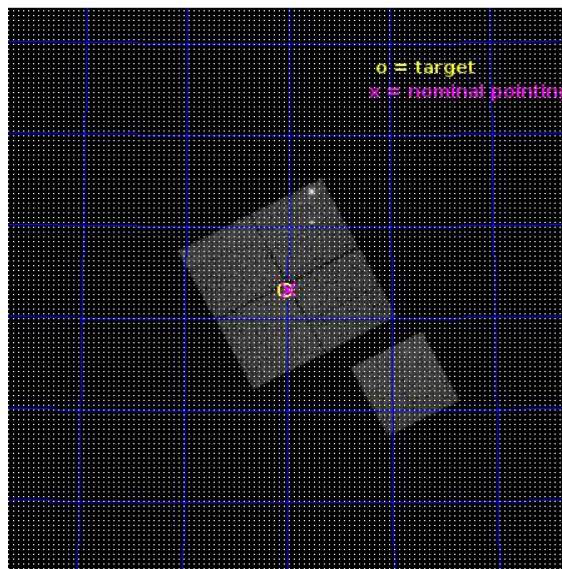 o = target
x = nominal pointing